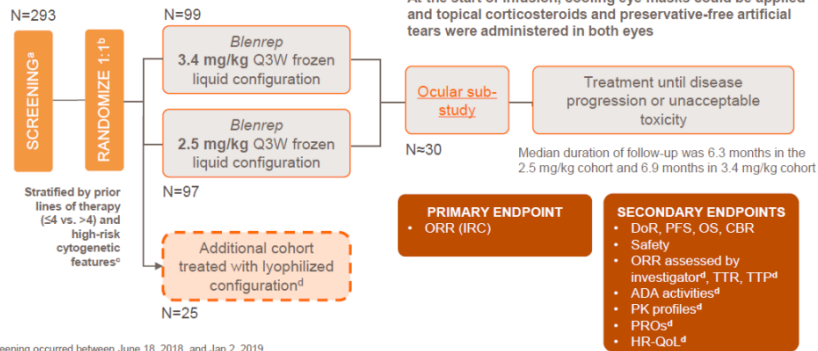 At the start of infusion, cooling eye masks could be applied
and topical corticosteroids and preservative-free artificial
tears were administered in both eyes
N=293
N=99
SCREENINGᵃ
RANDOMIZE 1:1ᵇ
Blenrep
3.4 mg/kg Q3W frozen
liquid configuration
Blenrep
2.5 mg/kg Q3W frozen
liquid configuration
N=97
Ocular sub-
study
N≈30
Treatment until disease
progression or unacceptable
toxicity
Median duration of follow-up was 6.3 months in the
2.5 mg/kg cohort and 6.9 months in 3.4 mg/kg cohort
Stratified by prior
lines of therapy
(≤4 vs. >4) and
high-risk
cytogenetic
featuresᶜ
Additional cohort
treated with lyophilized
configurationᵈ
N=25
PRIMARY ENDPOINT
• ORR (IRC)
SECONDARY ENDPOINTS
• DoR, PFS, OS, CBR
• Safety
• ORR assessed by
investigatorᵈ, TTR, TTPᵈ
• ADA activitiesᵈ
• PK profilesᵈ
• PROsᵈ
• HR-QoLᵈ
Screening occurred between June 18, 2018, and Jan 2, 2019